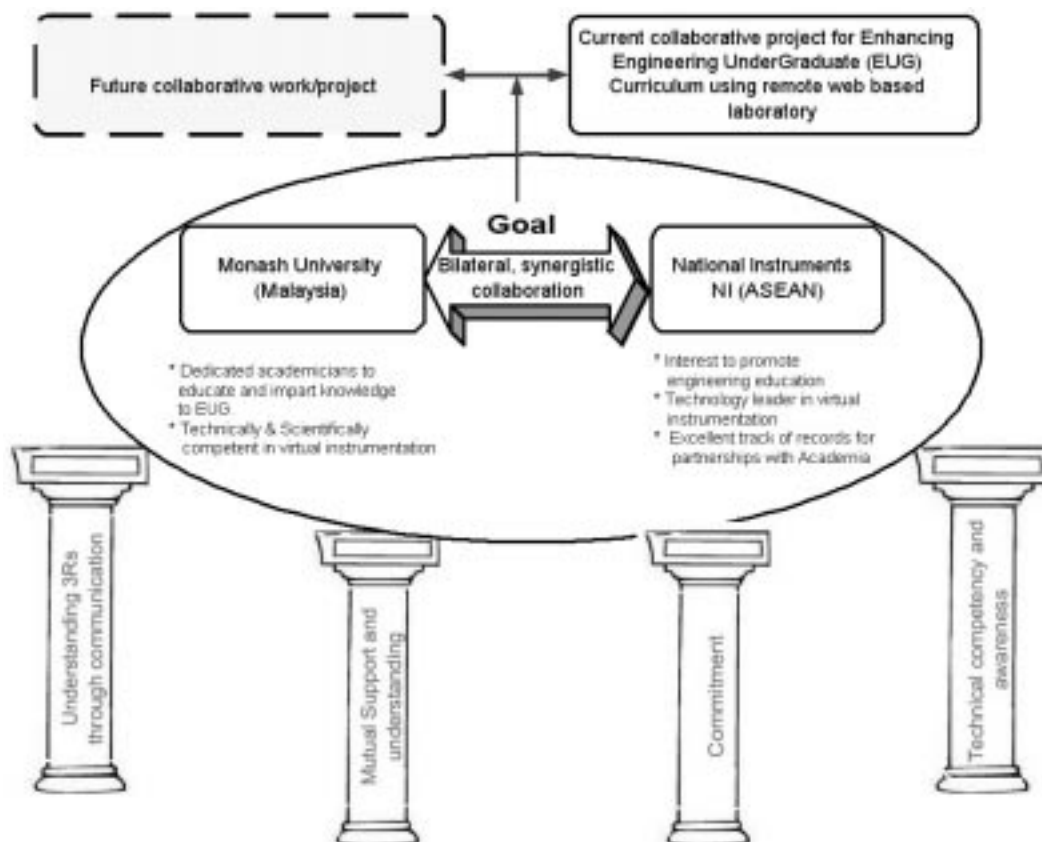 Future collaborative work/project
Current collaborative project for Enhancing
Engineering UnderGraduate (EUG)
Curriculum using remote web based
laboratory
Goal
Monash University
(Malaysia)
Bilateral, synergistic
collaboration
National Instruments
NI (ASEAN)
* Dedicated academicians to
educate and impart knowledge
to EUG.
* Technically & Scientifically
competent in virtual instrumentation
* Interest to promote
engineering education
* Technology leader in virtual
instrumentation
* Excellent track of records for
partnerships with Academia
Understanding 3Rs
through communication
Mutual Support and
understanding
Commitment
Technical competency and
awareness